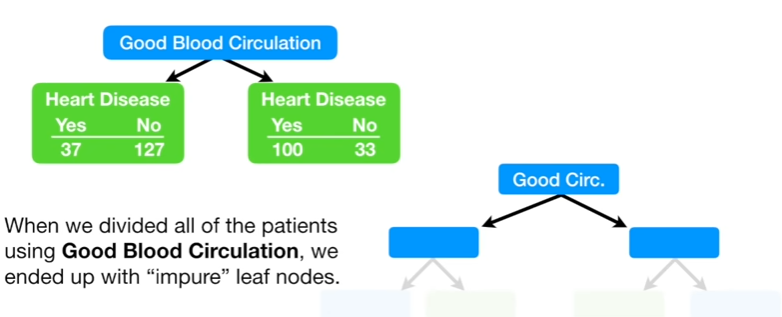 Good Blood Circulation
Heart Disease
Yes No
37 127
Heart Disease
Yes No
100 33
Good Circ.
When we divided all of the patients
using Good Blood Circulation, we
ended up with “impure” leaf nodes.